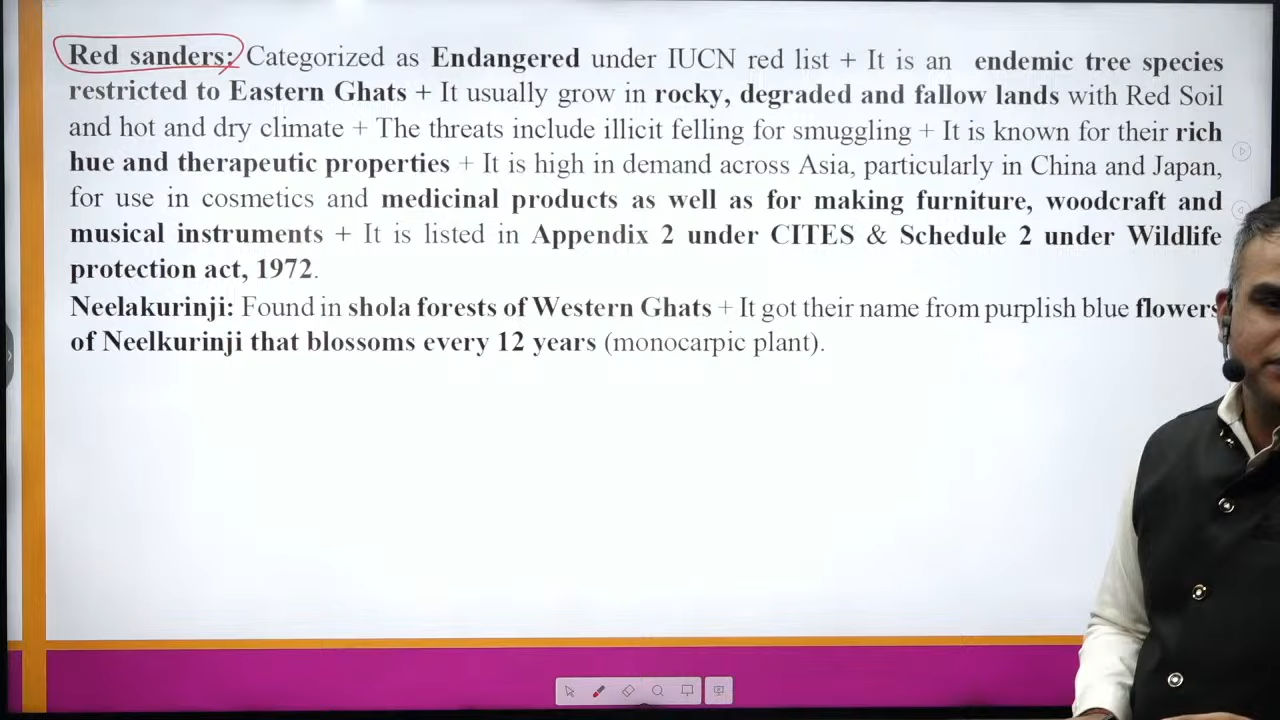 Red sanders: Categorized as Endangered under IUCN red list + It is an endemic tree species
restricted to Eastern Ghats + It usually grow in rocky, degraded and fallow lands with Red Soil
and hot and dry climate + The threats include illicit felling for smuggling + It is known for their rich
hue and therapeutic properties + It is high in demand across Asia, particularly in China and Japan,
for use in cosmetics and medicinal products as well as for making furniture, woodcraft and
musical instruments + It is listed in Appendix 2 under CITES & Schedule 2 under Wildlife
protection act, 1972.
Neelakurinji: Found in shola forests of Western Ghats + It got their name from purplish blue flowers
of Neelkurinji that blossoms every 12 years (monocarpic plant).